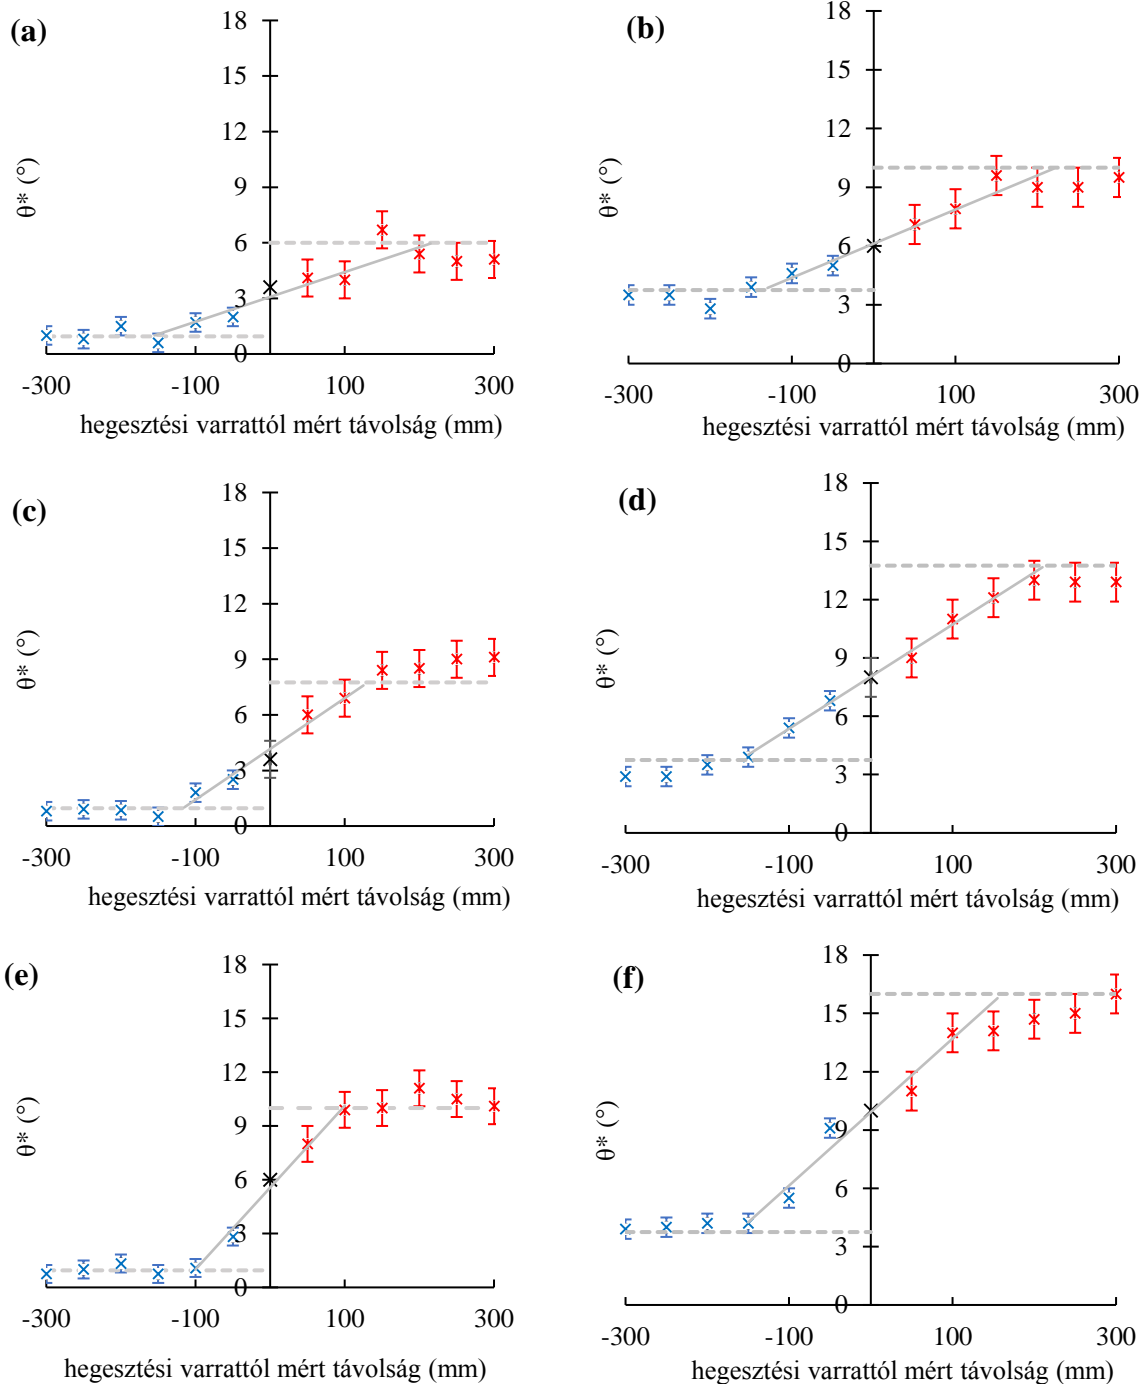 (a)
18
15
12
9
6
3
0
θ* (°)
-300 -100 100 300
hegesztési varrattól mért távolság (mm)
(b)
18
15
12
9
6
3
0
θ* (°)
-300 -100 100 300
hegesztési varrattól mért távolság (mm)
(c)
18
15
12
9
6
3
0
θ* (°)
-300 -100 100 300
hegesztési varrattól mért távolság (mm)
(d)
18
15
12
9
6
3
0
θ* (°)
-300 -100 100 300
hegesztési varrattól mért távolság (mm)
(e)
18
15
12
9
6
3
0
θ* (°)
-300 -100 100 300
hegesztési varrattól mért távolság (mm)
(f)
18
15
12
9
6
3
0
θ* (°)
-300 -100 100 300
hegesztési varrattól mért távolság (mm)